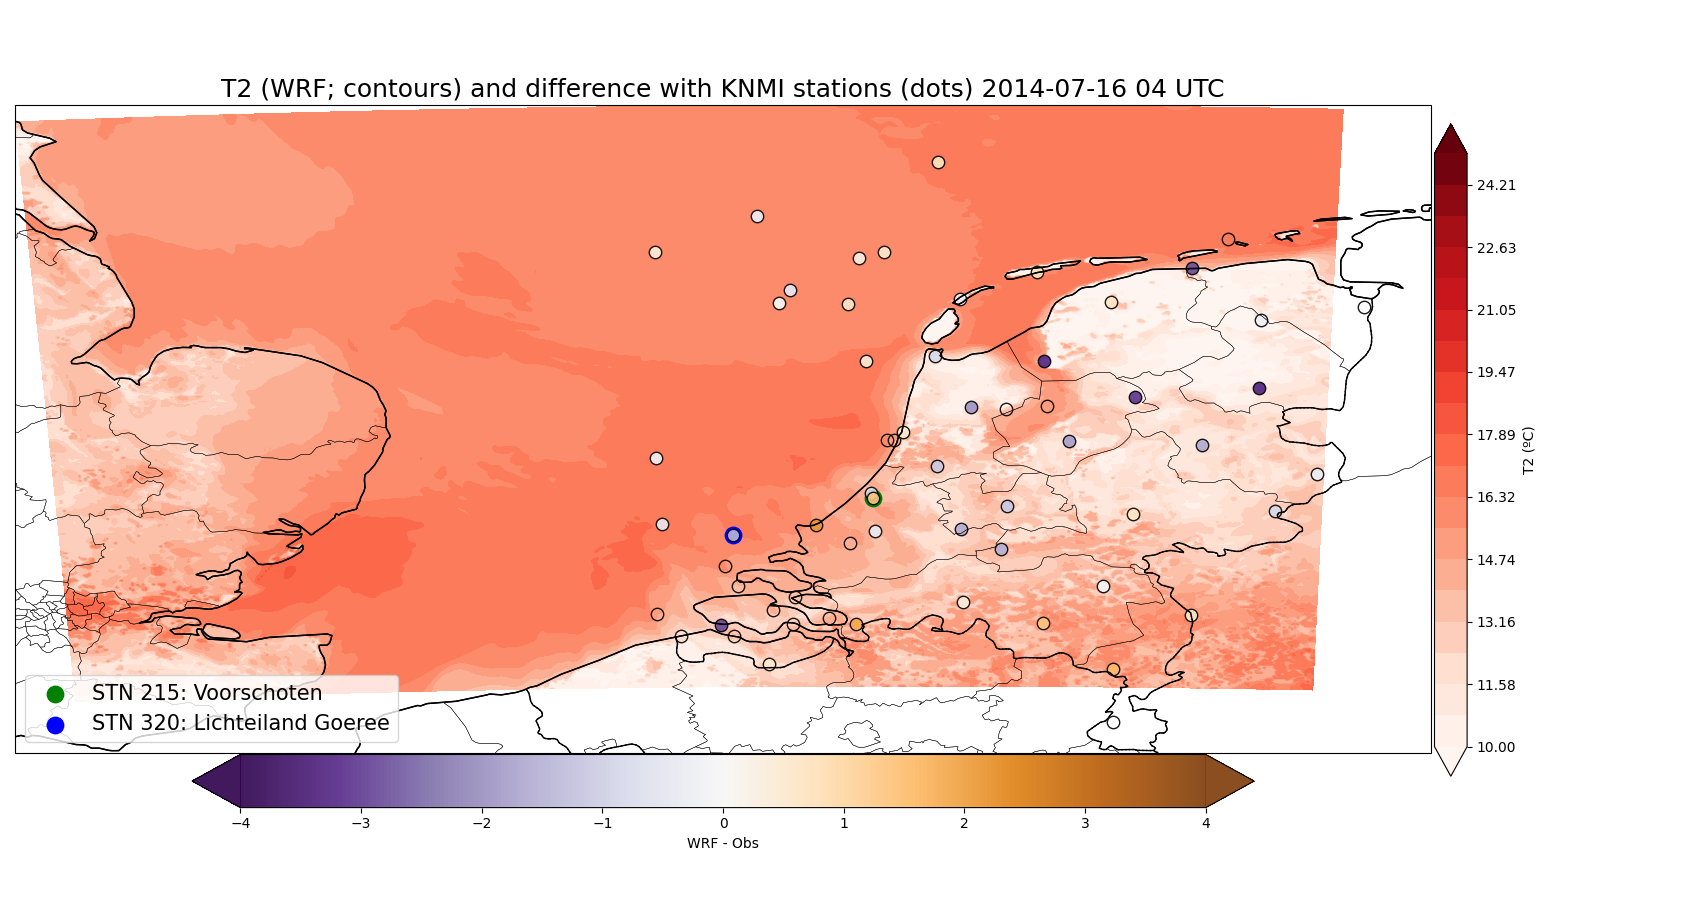 T2 (WRF; contours) and difference with KNMI stations (dots) 2014-07-16 04 UTC
24.21
22.63
21.05
19.47
17.89
16.32
14.74
13.16
11.58
10.00
T2 (ºC)
STN 215: Voorschoten
STN 320: Lichteiland Goeree
−4 −3 −2 −1 0 1 2 3 4
WRF - Obs